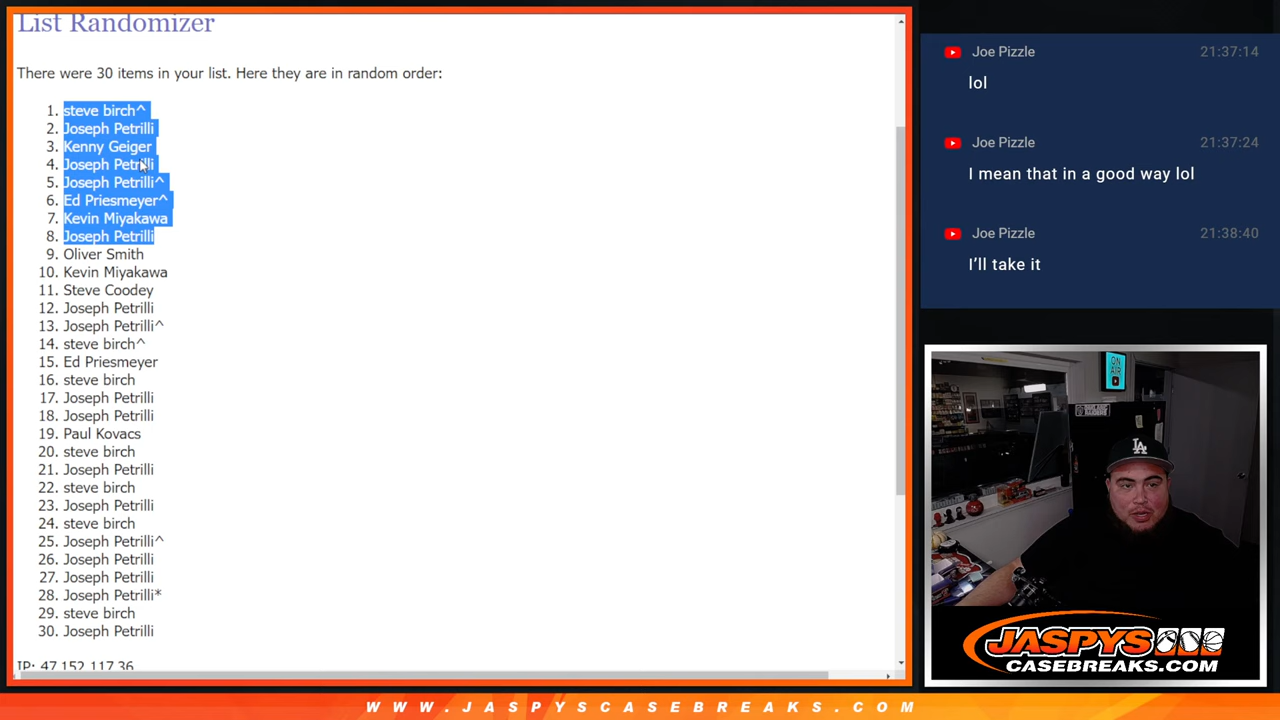 List Randomizer
There were 30 items in your list. Here they are in random order:
1. steve birch^
2. Joseph Petrilli
3. Kenny Geiger
4. Joseph Petrilli
5. Joseph Petrilli^
6. Ed Priesmeyer^
7. Kevin Miyakawa
8. Joseph Petrilli
9. Oliver Smith
10. Kevin Miyakawa
11. Steve Coodey
12. Joseph Petrilli
13. Joseph Petrilli^
14. steve birch^
15. Ed Priesmeyer
16. steve birch
17. Joseph Petrilli
18. Joseph Petrilli
19. Paul Kovacs
20. steve birch
21. Joseph Petrilli
22. steve birch
23. Joseph Petrilli
24. steve birch
25. Joseph Petrilli^
26. Joseph Petrilli
27. Joseph Petrilli
28. Joseph Petrilli*
29. steve birch
30. Joseph Petrilli
IP: 47.152.117.36
Joe Pizzle 21:37:14
lol
Joe Pizzle 21:37:24
I mean that in a good way lol
Joe Pizzle 21:38:40
I’ll take it
ON
AIR
LA
JASPYS
CASEBREAKS.COM
WWW.JASPYSCASEBREAKS.COM